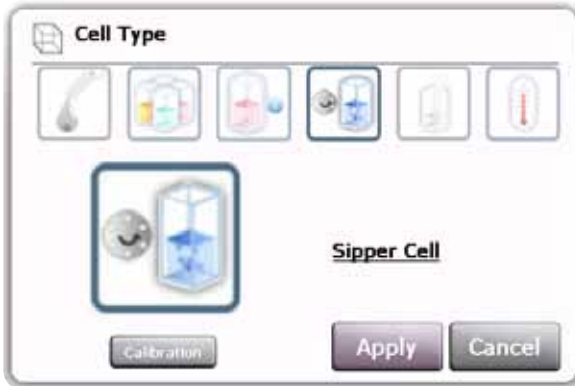 Cell Type
Sipper Cell
Calibration
Apply
Cancel